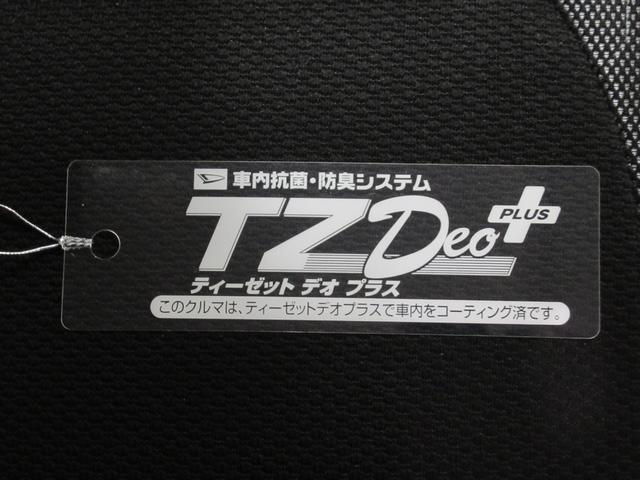 車内抗菌・防臭システム
TZ Deo PLUS
ティーゼット デオ プラス
このクルマは、ティーゼットデオプラスで車内をコーティング済です。